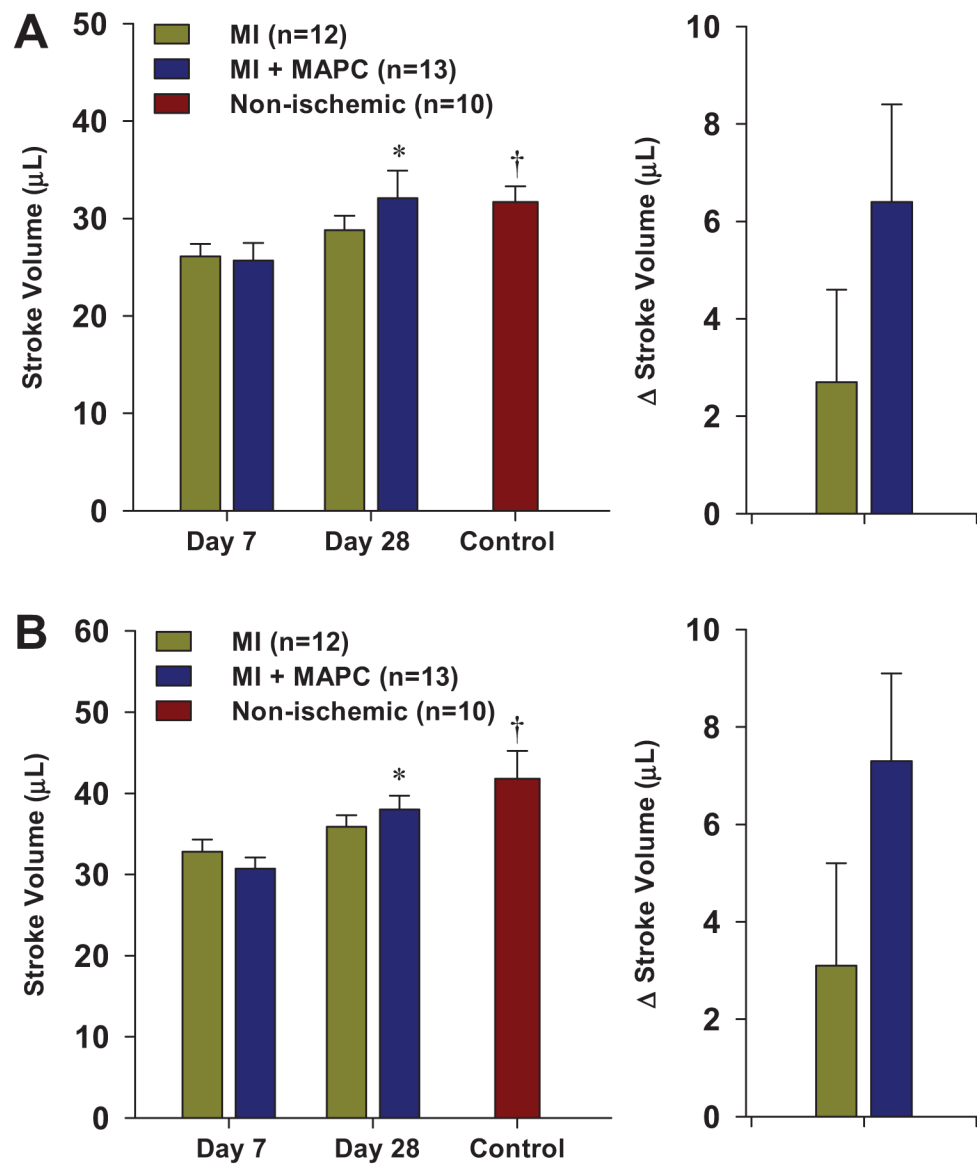 A
MI (n=12)
MI + MAPC (n=13)
Non-ischemic (n=10)
Stroke Volume (μL)
50
40
30
20
10
0
*
†
Day 7
Day 28
Control
Δ Stroke Volume (μL)
10
8
6
4
2
0
B
MI (n=12)
MI + MAPC (n=13)
Non-ischemic (n=10)
Stroke Volume (μL)
60
50
40
30
20
10
0
*
†
Day 7
Day 28
Control
Δ Stroke Volume (μL)
10
8
6
4
2
0